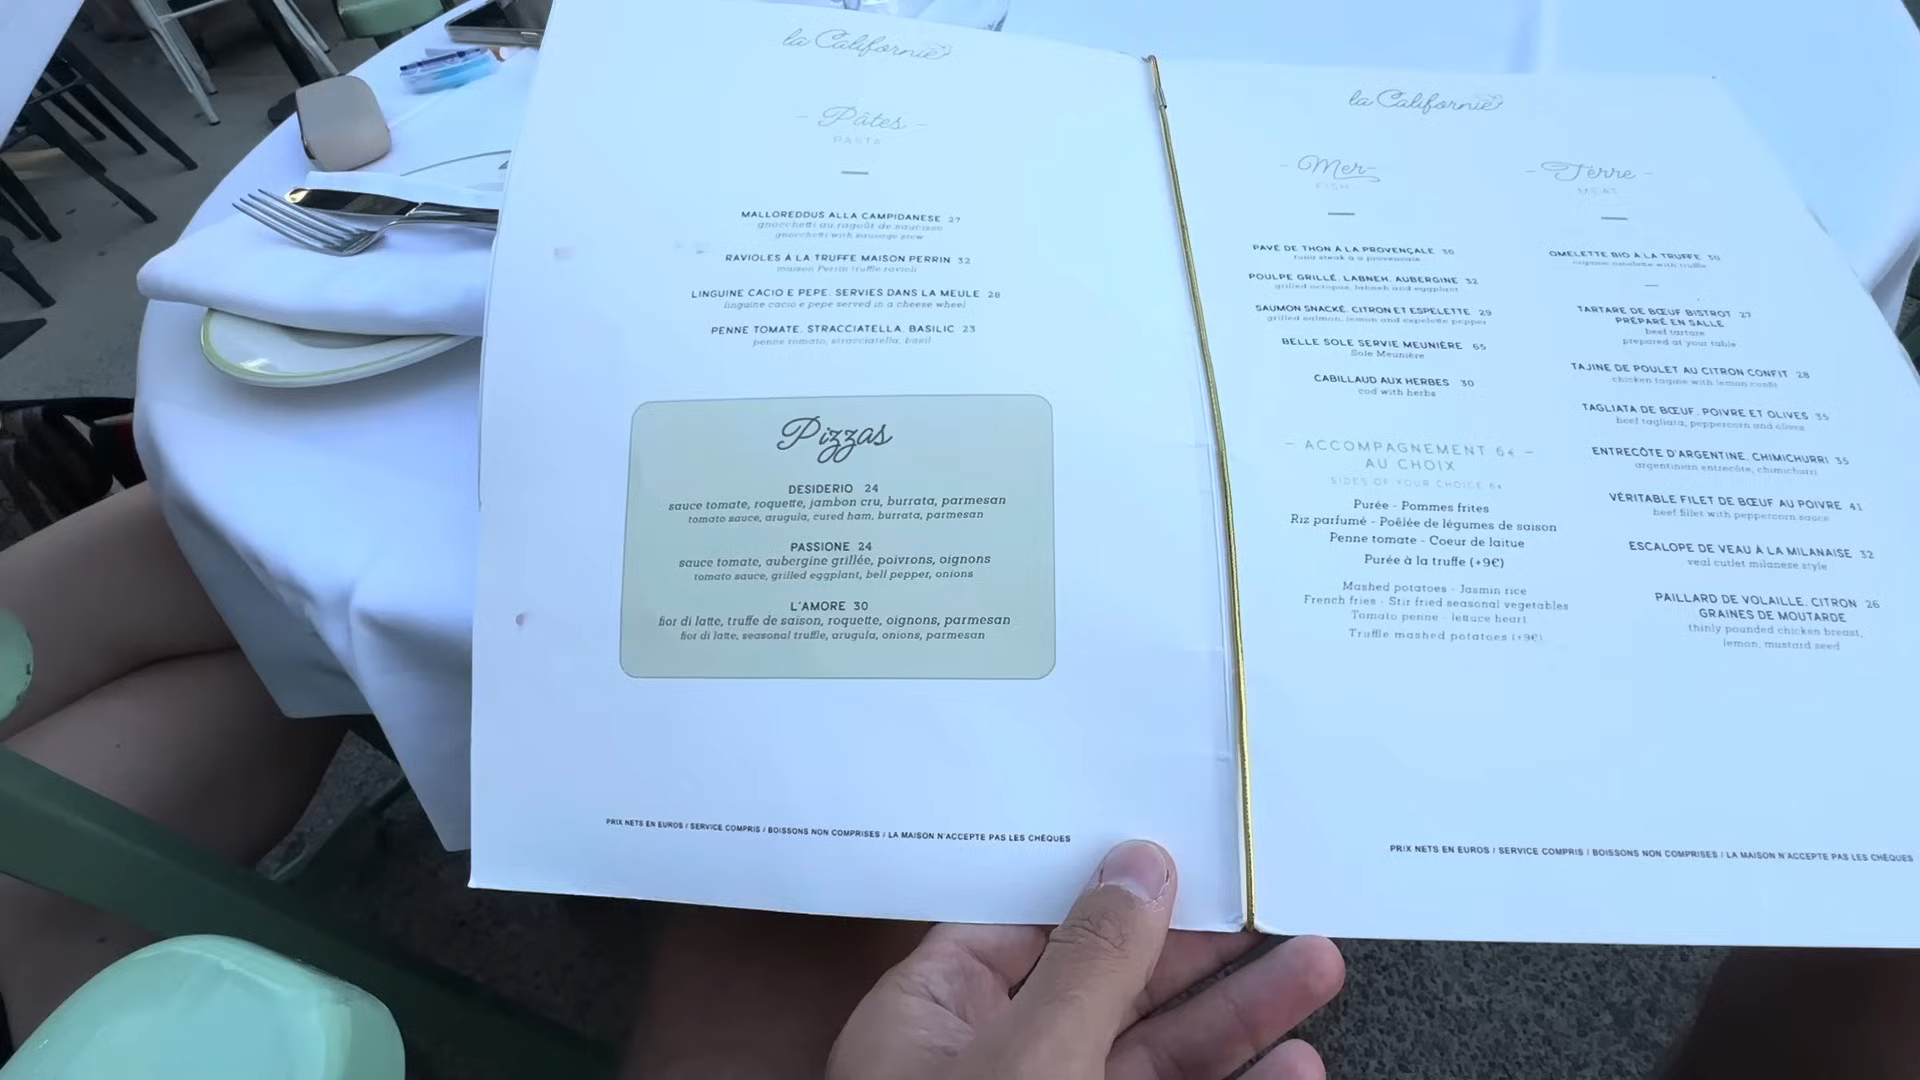 la Californie
Pâtes
PASTA
MALLOREDDUS ALLA CAMPIDANESE 27
gnocchetti au ragoût de saucisse
gnocchetti with sausage stew
RAVIOLES À LA TRUFFE MAISON PERRIN 32
maison Perrin truffle ravioli
LINGUINE CACIO E PEPE, SERVIES DANS LA MEULE 28
linguine cacio e pepe served in a cheese wheel
PENNE TOMATE, STRACCIATELLA, BASILIC 23
penne tomato, stracciatella, basil
Pizzas
DESIDERIO 24
sauce tomate, roquette, jambon cru, burrata, parmesan
tomato sauce, arugula, cured ham, burrata, parmesan
PASSIONE 24
sauce tomate, aubergine grillée, poivrons, oignons
tomato sauce, grilled eggplant, bell pepper, onions
L'AMORE 30
fior di latte, truffe de saison, roquette, oignons, parmesan
fior di latte, seasonal truffle, arugula, onions, parmesan
PRIX NETS EN EUROS / SERVICE COMPRIS / BOISSONS NON COMPRISES / LA MAISON N'ACCEPTE PAS LES CHÈQUES
la Californie
- Mer -
FISH
PAVÉ DE THON À LA PROVENÇALE 30
tuna steak a a provencale
POULPE GRILLÉ, LABNEH, AUBERGINE 32
grilled octopus, labneh and eggplant
SAUMON SNACKÉ, CITRON ET ESPELETTE 29
grilled salmon, lemon and espelette pepper
BELLE SOLE SERVIE MEUNIÈRE 65
Sole Meunière
CABILLAUD AUX HERBES 30
cod with herbs
- ACCOMPAGNEMENT 6€ -
AU CHOIX
SIDES OF YOUR CHOICE 6€
Purée - Pommes frites
Riz parfumé - Poêlée de légumes de saison
Penne tomate - Coeur de laitue
Purée à la truffe (+9€)
Mashed potatoes - Jasmin rice
French fries - Stir fried seasonal vegetables
Tomato penne - lettuce heart
Truffle mashed potatoes (+9€)
- Terre -
MEAT
OMELETTE BIO À LA TRUFFE 30
organic omelette with truffle
TARTARE DE BŒUF BISTROT 27
PRÉPARÉ EN SALLE
beef tartare
prepared at your table
TAJINE DE POULET AU CITRON CONFIT 28
chicken tagine with lemon confit
TAGLIATA DE BŒUF, POIVRE ET OLIVES 35
beef tagliata, peppercorn and olives
ENTRECÔTE D'ARGENTINE, CHIMICHURRI 35
argentinian entrecôte, chimichurri
VÉRITABLE FILET DE BŒUF AU POIVRE 41
beef fillet with peppercorn sauce
ESCALOPE DE VEAU À LA MILANAISE 32
veal cutlet milanese style
PAILLARD DE VOLAILLE, CITRON 26
GRAINES DE MOUTARDE
thinly pounded chicken breast,
lemon, mustard seed
PRIX NETS EN EUROS / SERVICE COMPRIS / BOISSONS NON COMPRISES / LA MAISON N'ACCEPTE PAS LES CHÈQUES